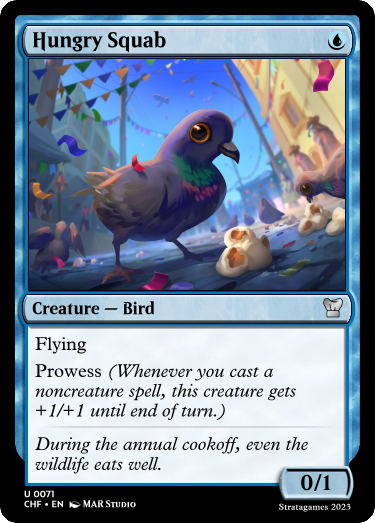 Hungry Squab
Creature — Bird
Flying
Prowess (Whenever you cast a
noncreature spell, this creature gets
+1/+1 until end of turn.)
During the annual cookoff, even the
wildlife eats well.
0/1
U 0071
CHF • EN MAR STUDIO
Stratagames 2023